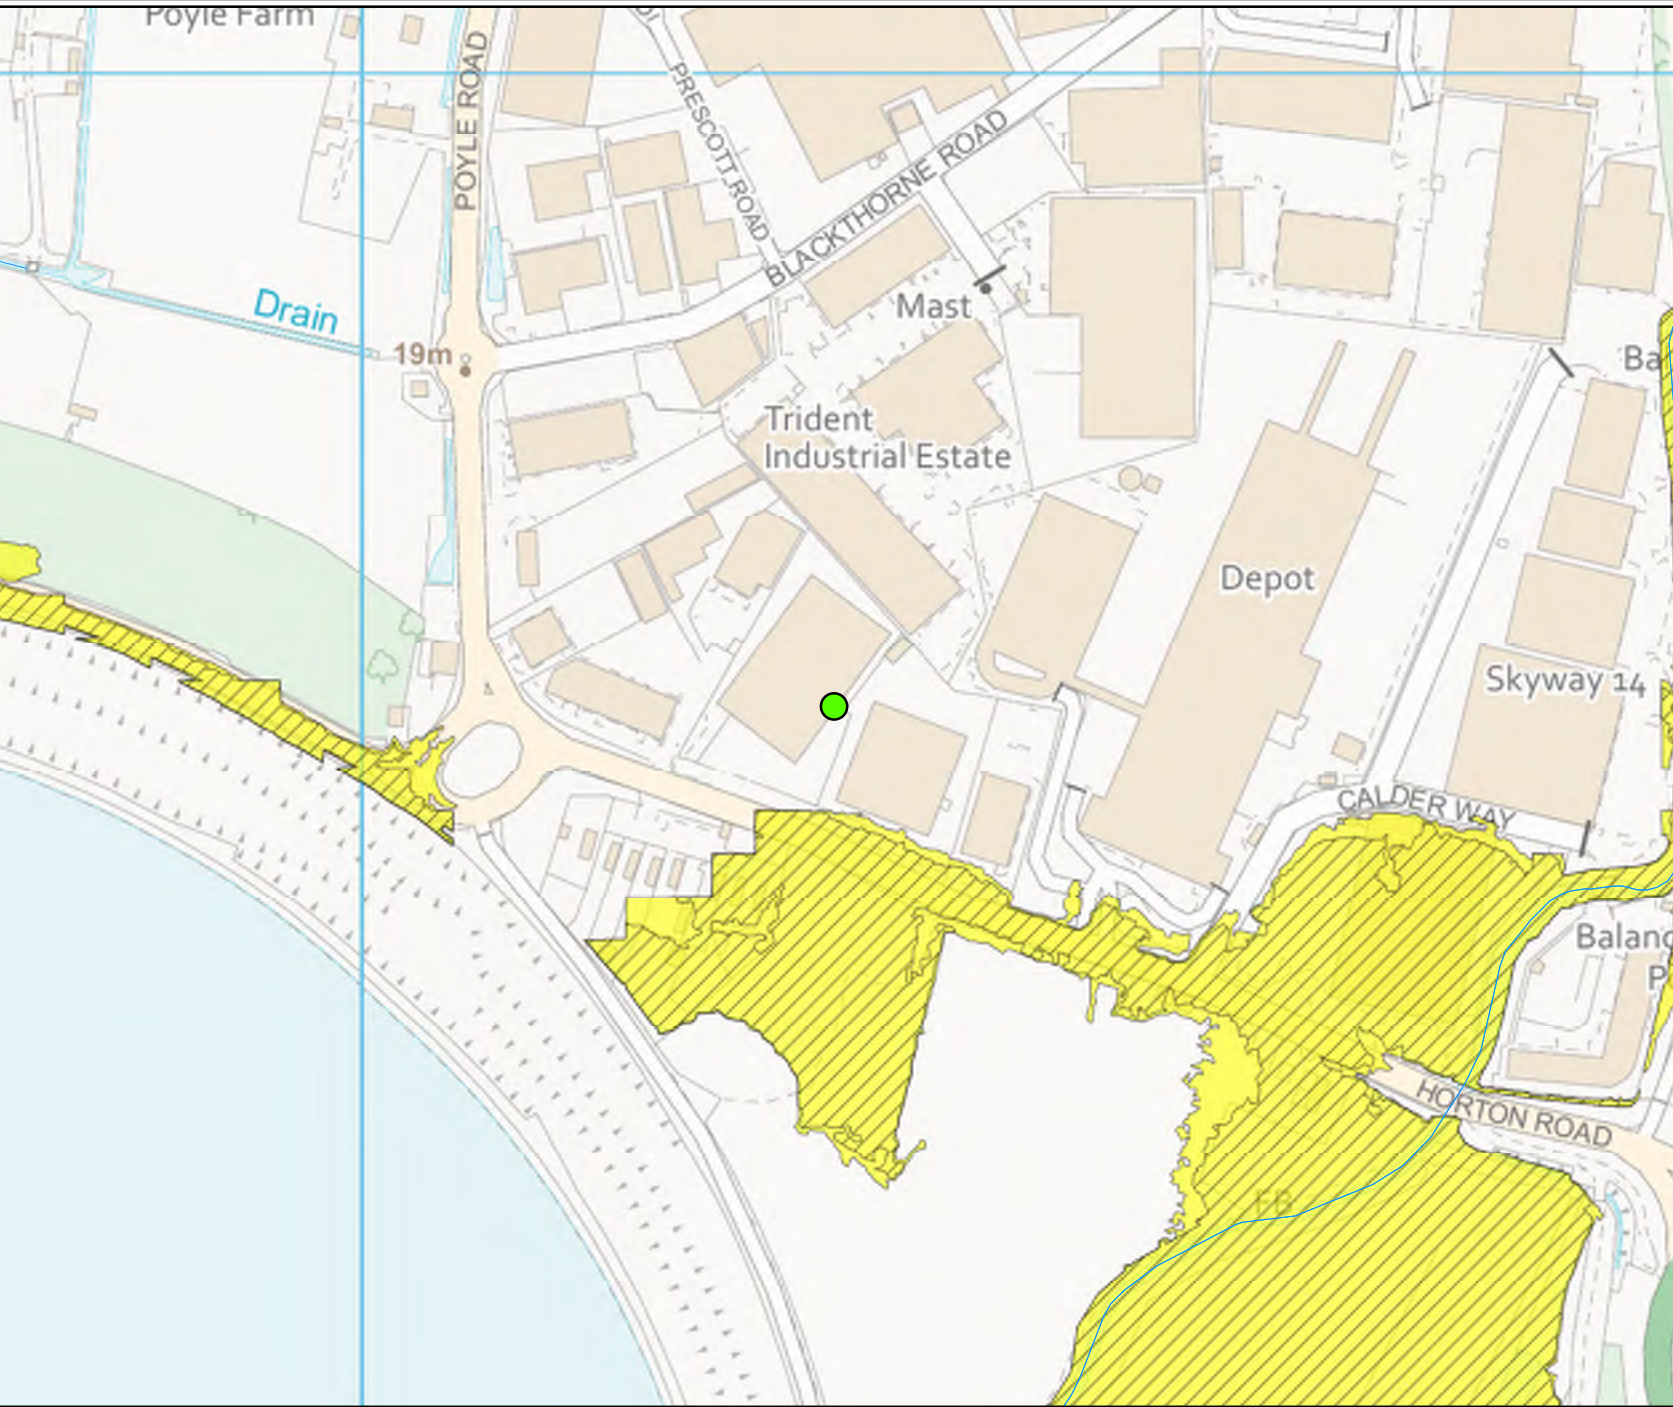 Poyle Farm
POYLE ROAD
PRESCOTT ROAD
BLACKTHORNE ROAD
Drain
19m
Mast
Trident
Industrial Estate
Depot
Skyway 14
CALDER WAY
HORTON ROAD
FB